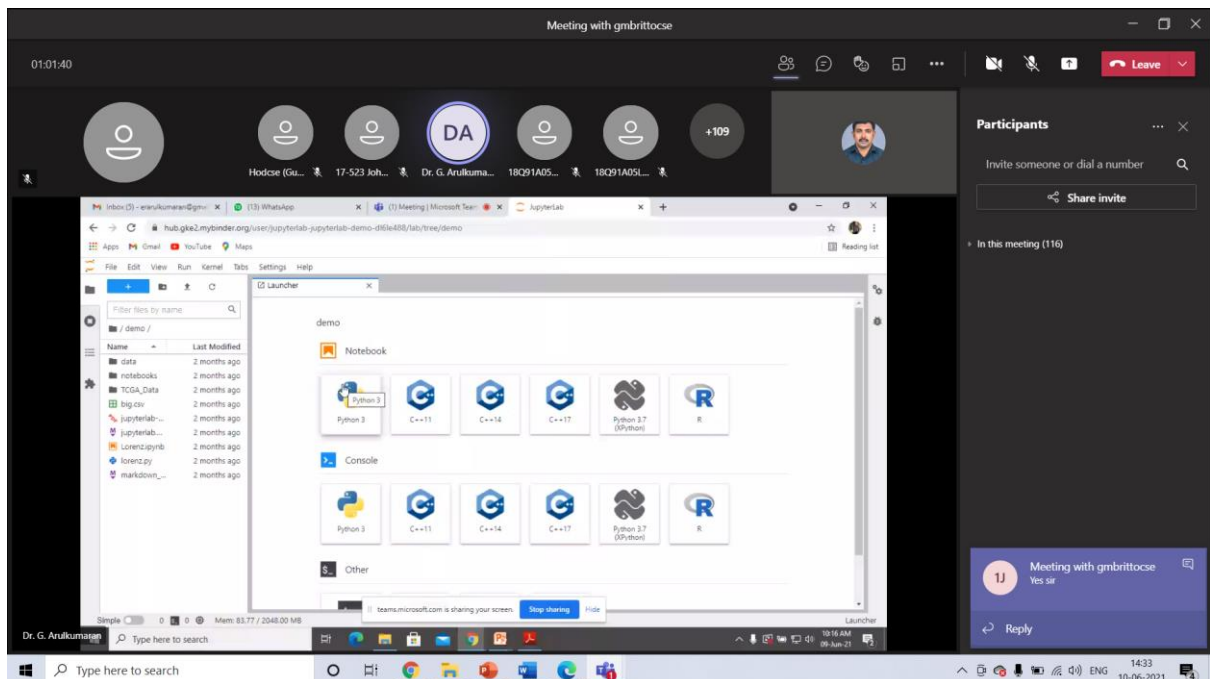 Meeting with gmbrittocse
01:01:40
Leave
DA
+109
Hodcse (Gu...
17-523 Joh...
Dr. G. Arulkuma...
18Q91A05...
18Q91A05L...
Participants
Invite someone or dial a number
Share invite
In this meeting (116)
(13) WhatsApp
(1) Meeting | Microsoft Team
JupyterLab
hub.gke2.mybinder.org/user/jupyterlab-jupyterlab-demo-dl6le488/lab/tree/demo
Apps
Gmail
YouTube
Maps
Reading list
File Edit View Run Kernel Tabs Settings Help
Launcher
Filter files by name
/ demo /
Name
Last Modified
data 2 months ago
notebooks 2 months ago
TCGA_Data 2 months ago
big.csv 2 months ago
jupyterlab-... 2 months ago
jupyterlab... 2 months ago
Lorenz.ipynb 2 months ago
lorenz.py 2 months ago
markdown_... 2 months ago
demo
Notebook
Python 3
Python 3
C++11
C++14
C++17
Python 3.7
(XPython)
R
Console
Python 3
C++11
C++14
C++17
Python 3.7
(XPython)
R
$_ Other
teams.microsoft.com is sharing your screen.
Stop sharing
Hide
Simple
0
0
Mem: 83.77 / 2048.00 MB
Launcher
Dr. G. Arulkumaran
Type here to search
10:16 AM
09-Jun-21
1J
Meeting with gmbrittocse
Yes sir
Reply
Type here to search
ENG
14:33
10-06-2021